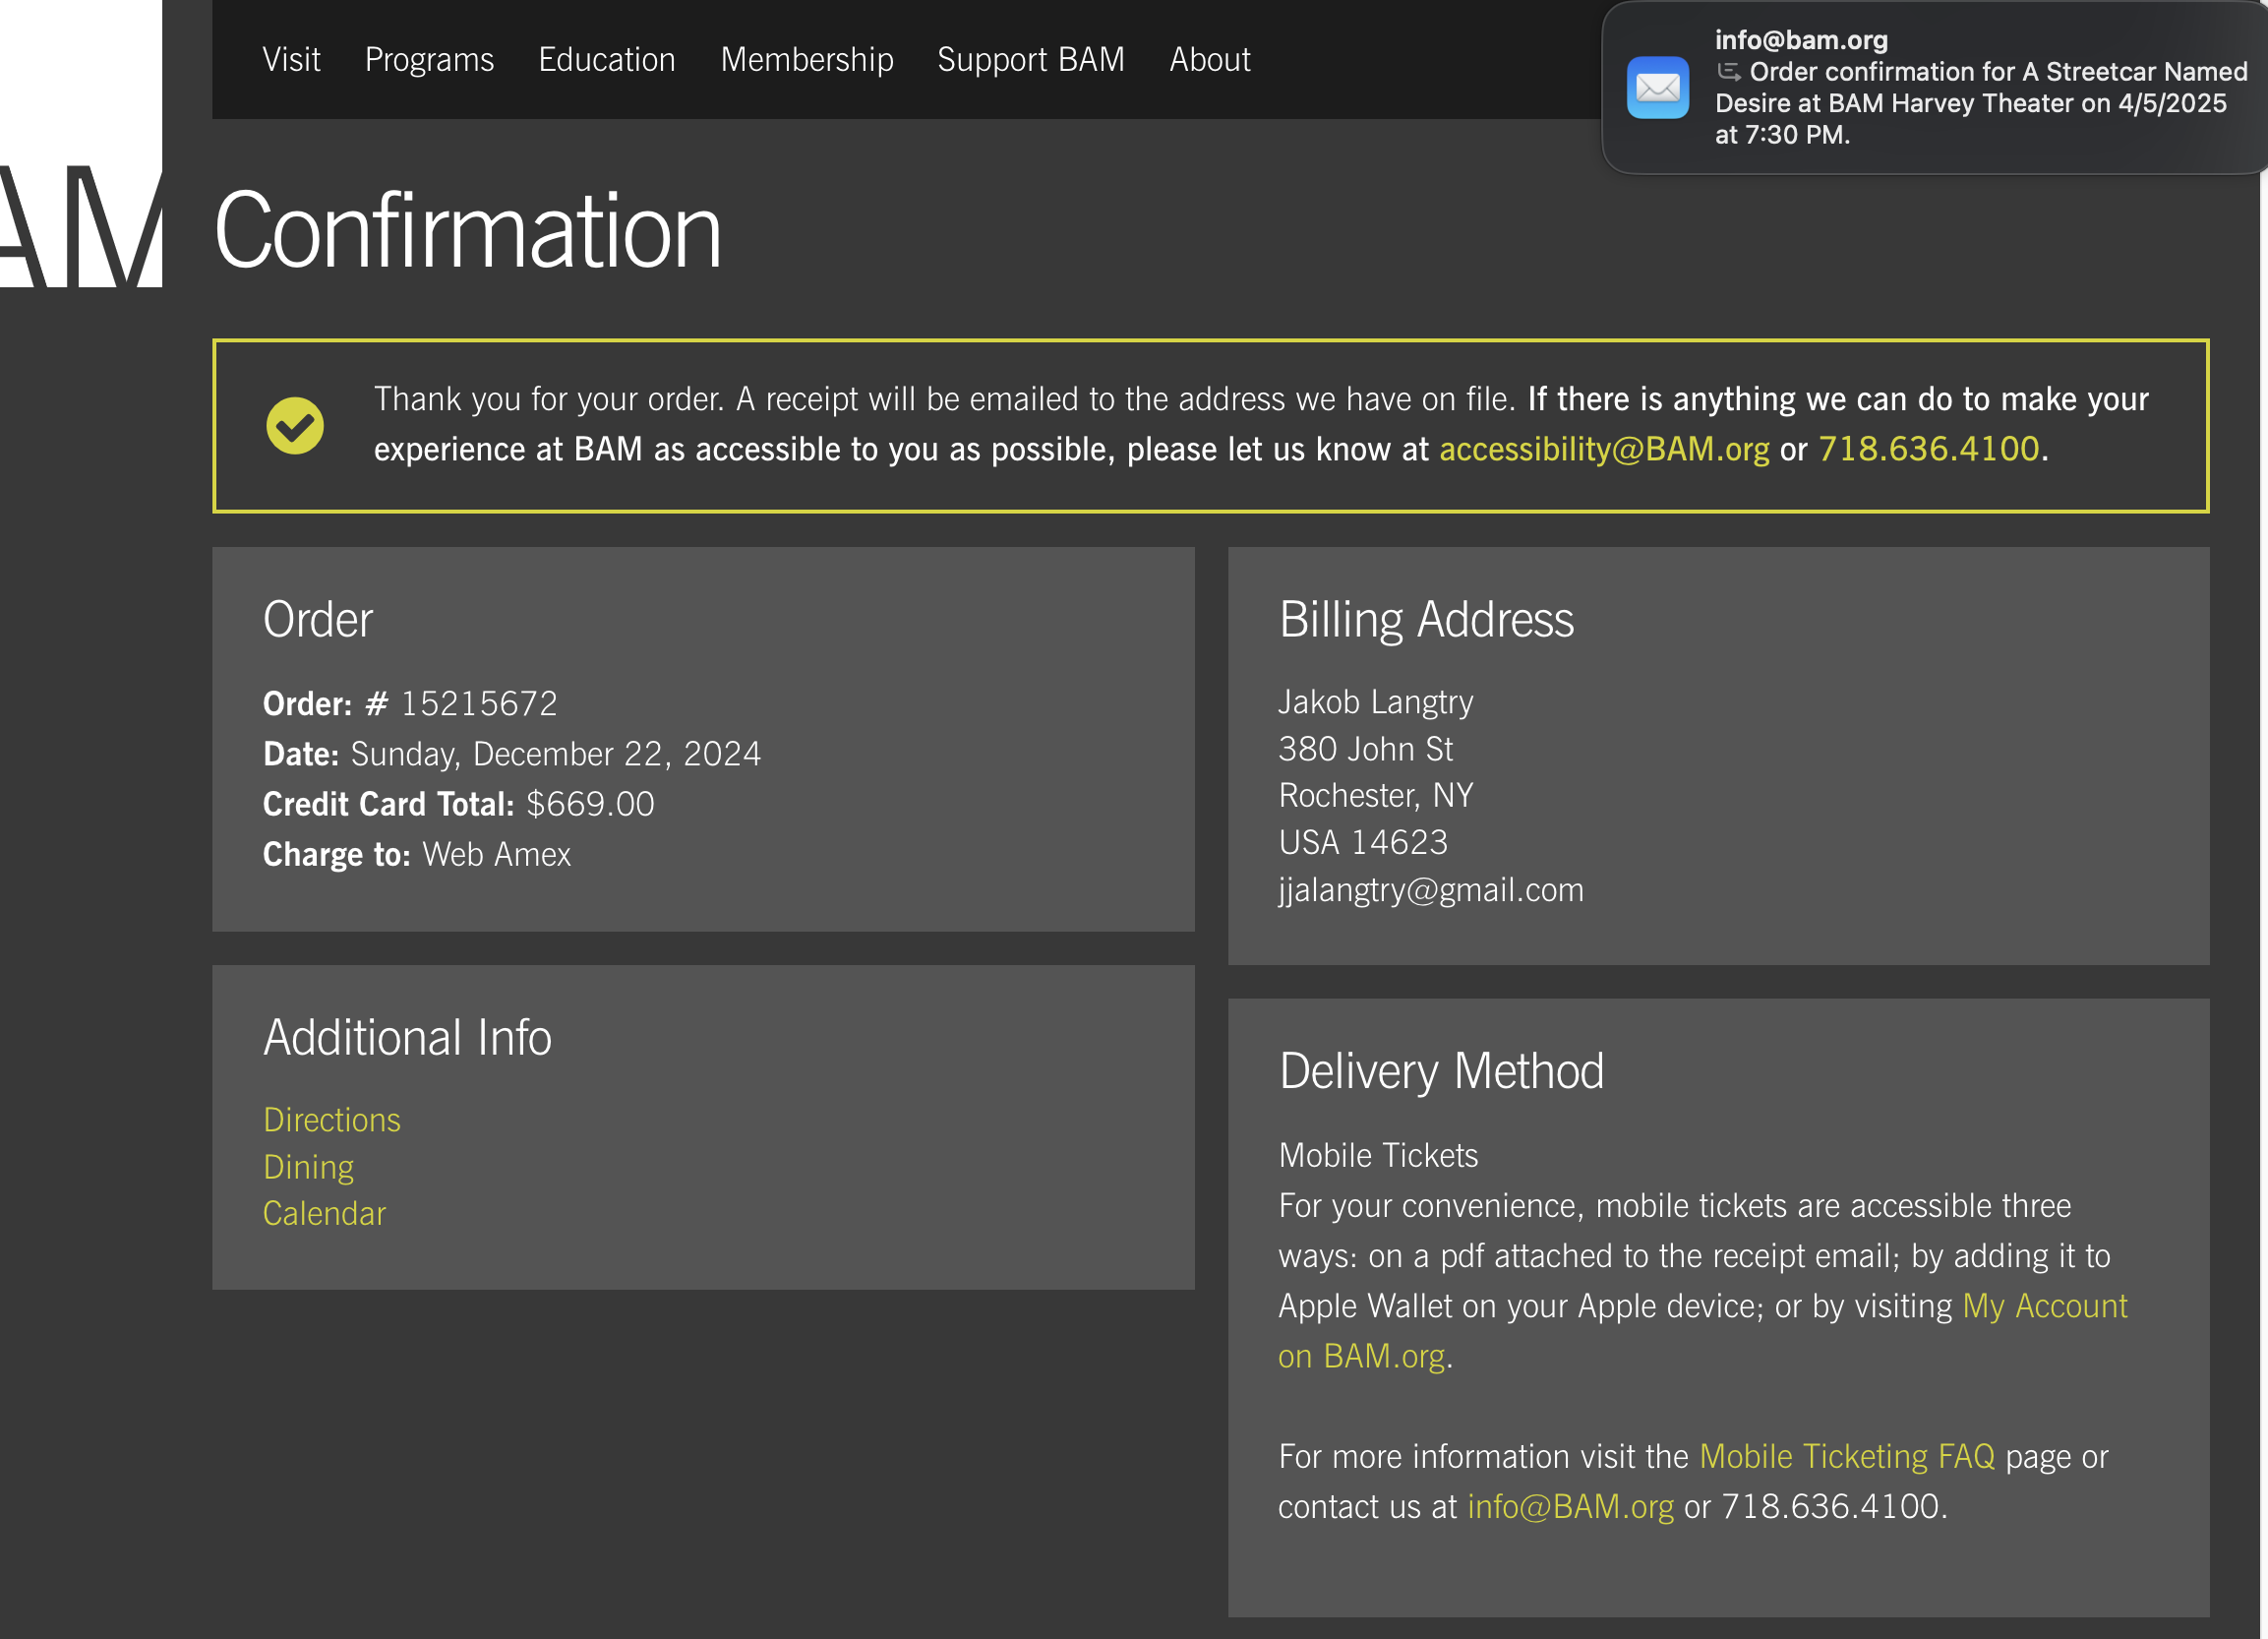 Visit Programs Education Membership Support BAM About
info@bam.org
Order confirmation for A Streetcar Named
Desire at BAM Harvey Theater on 4/5/2025
at 7:30 PM.
AM
Confirmation
Thank you for your order. A receipt will be emailed to the address we have on file. If there is anything we can do to make your
experience at BAM as accessible to you as possible, please let us know at accessibility@BAM.org or 718.636.4100.
Order
Order: # 15215672
Date: Sunday, December 22, 2024
Credit Card Total: $669.00
Charge to: Web Amex
Billing Address
Jakob Langtry
380 John St
Rochester, NY
USA 14623
jjalangtry@gmail.com
Additional Info
Directions
Dining
Calendar
Delivery Method
Mobile Tickets
For your convenience, mobile tickets are accessible three
ways: on a pdf attached to the receipt email; by adding it to
Apple Wallet on your Apple device; or by visiting My Account
on BAM.org.
For more information visit the Mobile Ticketing FAQ page or
contact us at info@BAM.org or 718.636.4100.